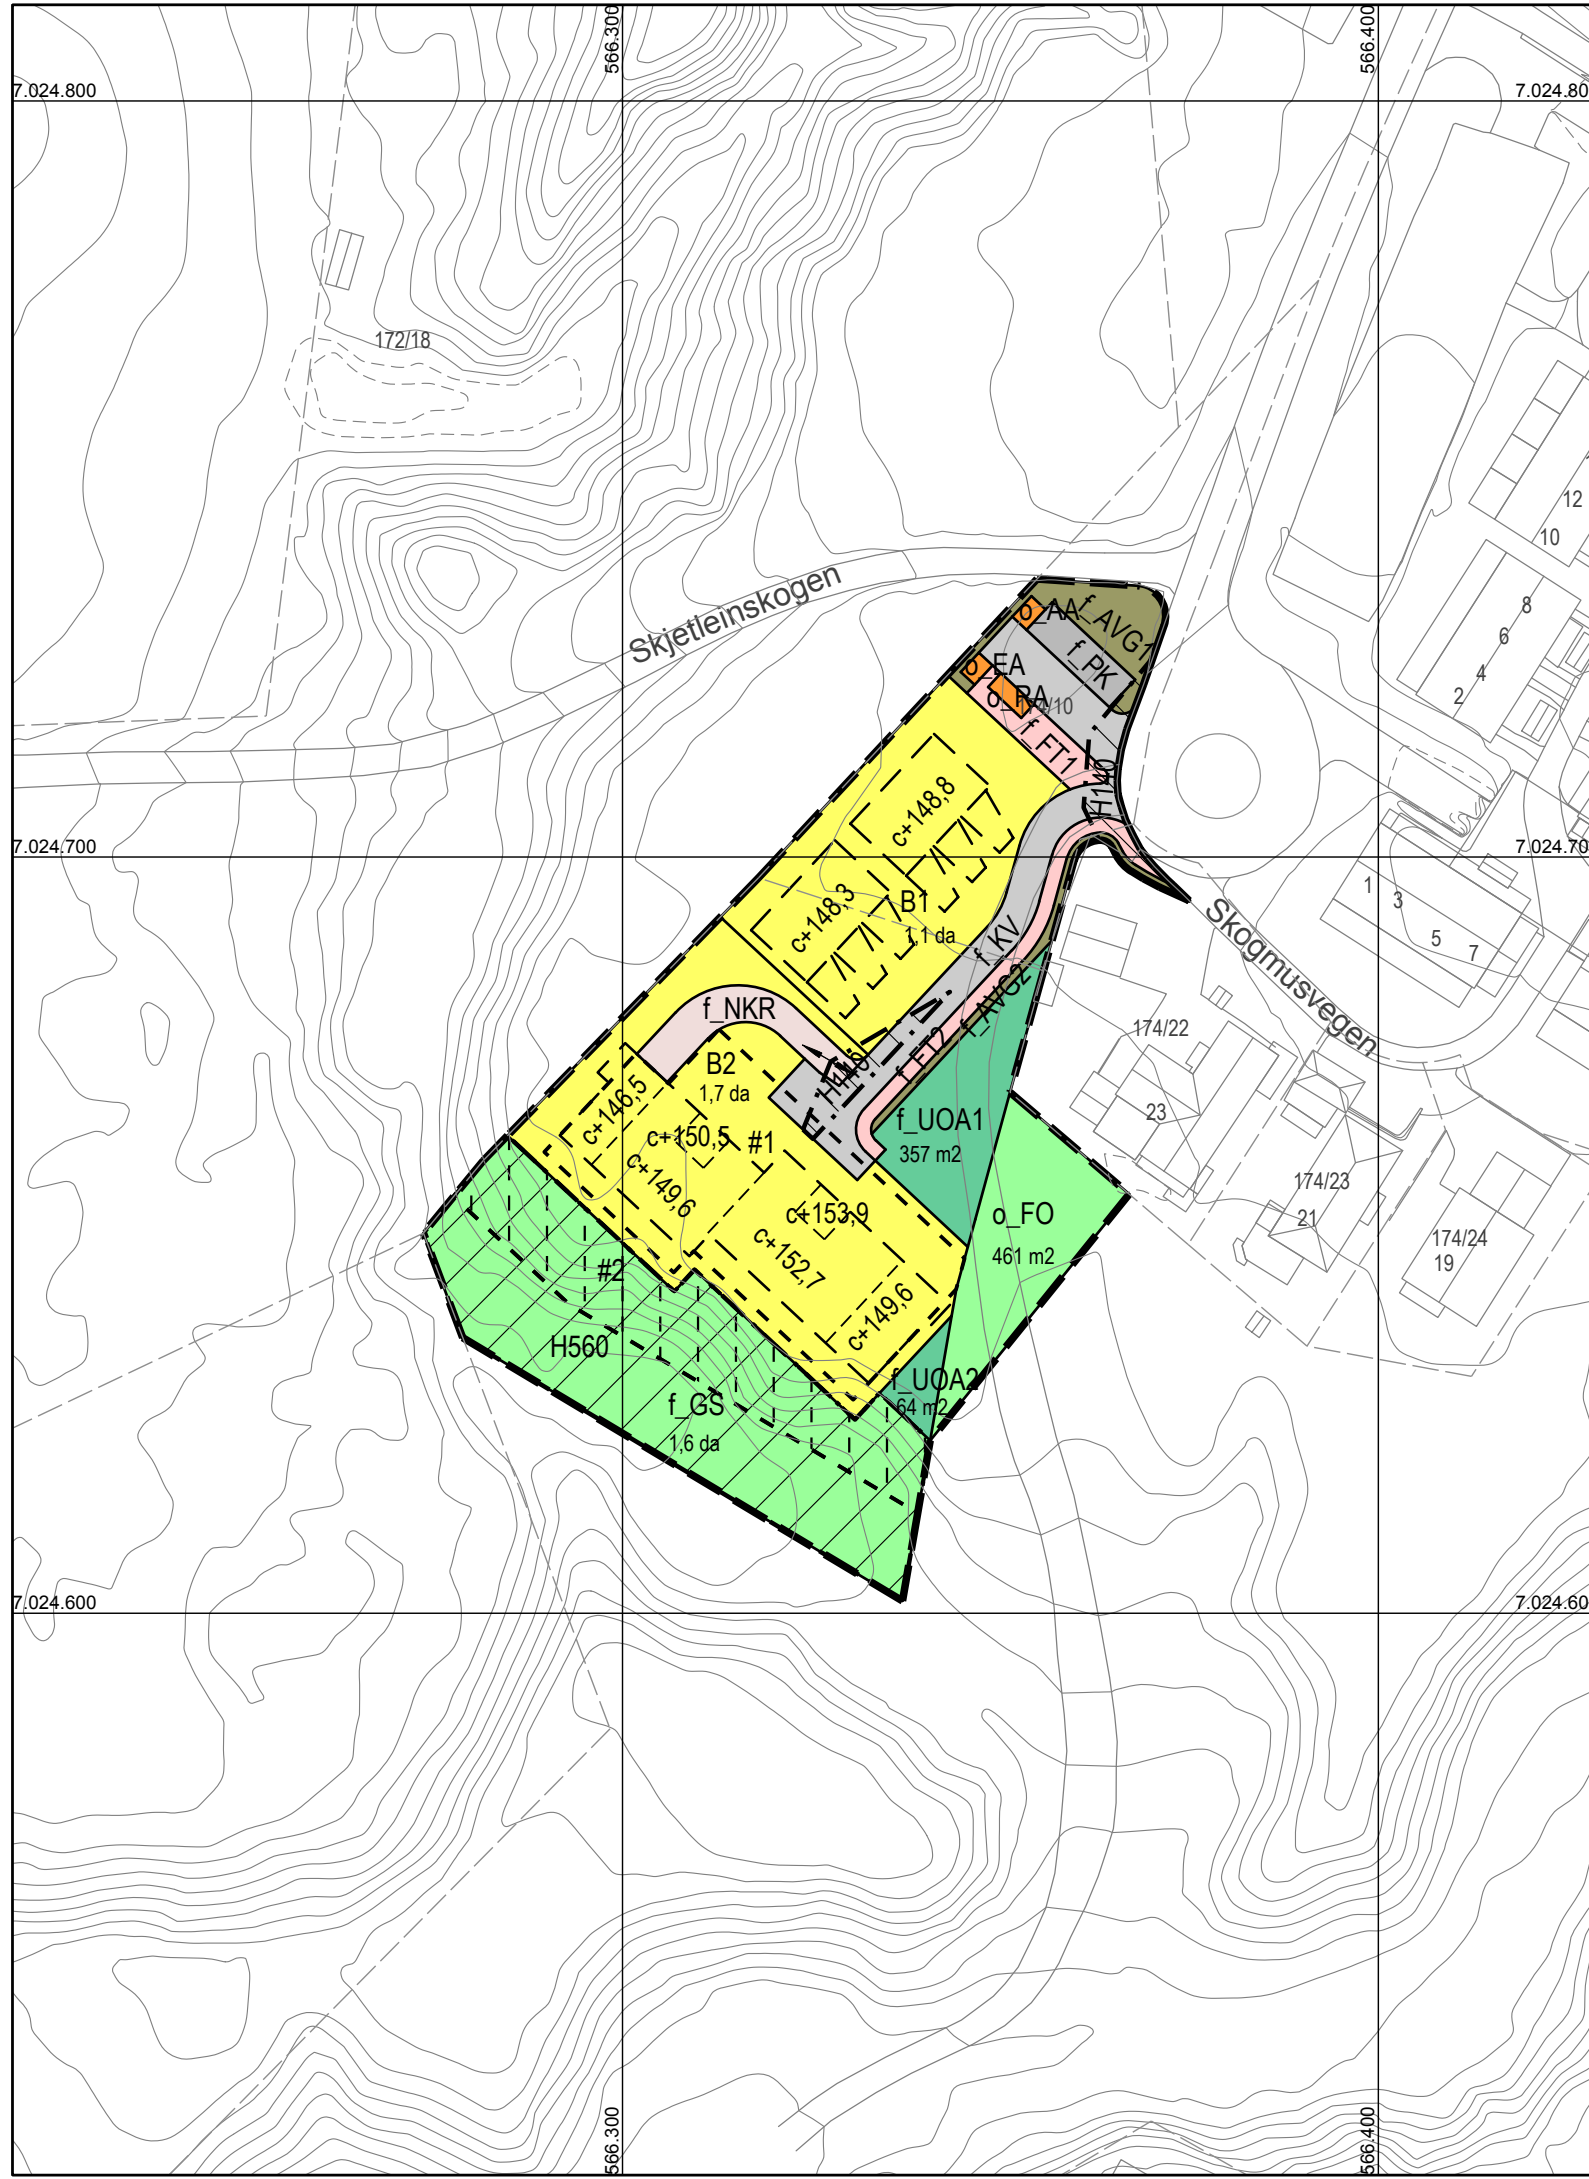 566.300
566.400
7.024.800
7.024.80
172/18
12
10
8
6
4
2
Skjetleinskogen
o_AA
f_AVG1
f_PK
o_EA
o_RA
174/10
f_FT1
H140
c+148,8
7.024.700
7.024.70
c+148,3
B1
1,1 da
f_KV
1
3
5
7
Skogmusvegen
f_AVG2
f_NKR
174/22
H140
f_FT2
B2
1,7 da
c+146,5
23
f_UOA1
357 m2
c+150,5
#1
c+149,6
174/23
21
c+153,9
o_FO
461 m2
174/24
19
c+152,7
#2
c+149,6
H560
f_UOA2
64 m2
f_GS
1,6 da
7.024.600
7.024.60
566.300
566.400